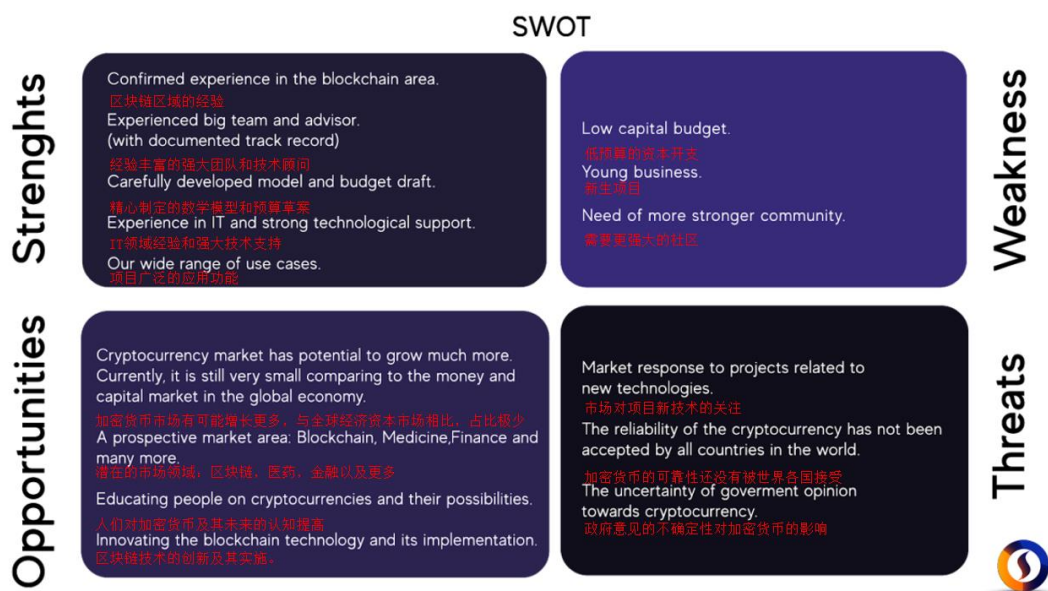 SWOT
Strenghts
Confirmed experience in the blockchain area.
区块链区域的经验
Experienced big team and advisor.
(with documented track record)
经验丰富的强大团队和技术顾问
Carefully developed model and budget draft.
精心制定的数学模型和预算草案
Experience in IT and strong technological support.
IT领域经验和强大技术支持
Our wide range of use cases.
项目广泛的应用功能
Weakness
Low capital budget.
低预算的资本开支
Young business.
新生项目
Need of more stronger community.
需要更强大的社区
Opportunities
Cryptocurrency market has potential to grow much more.
Currently, it is still very small comparing to the money and
capital market in the global economy.
加密货币市场有可能增长更多，与全球经济资本市场相比，占比极少
A prospective market area: Blockchain, Medicine,Finance and
many more.
潜在的市场领域：区块链，医药，金融以及更多
Educating people on cryptocurrencies and their possibilities.
人们对加密货币及其未来的认知提高
Innovating the blockchain technology and its implementation.
区块链技术的创新及其实施。
Threats
Market response to projects related to
new technologies.
市场对项目新技术的关注
The reliability of the cryptocurrency has not been
accepted by all countries in the world.
加密货币的可靠性还没有被世界各国接受
The uncertainty of goverment opinion
towards cryptocurrency.
政府意见的不确定性对加密货币的影响